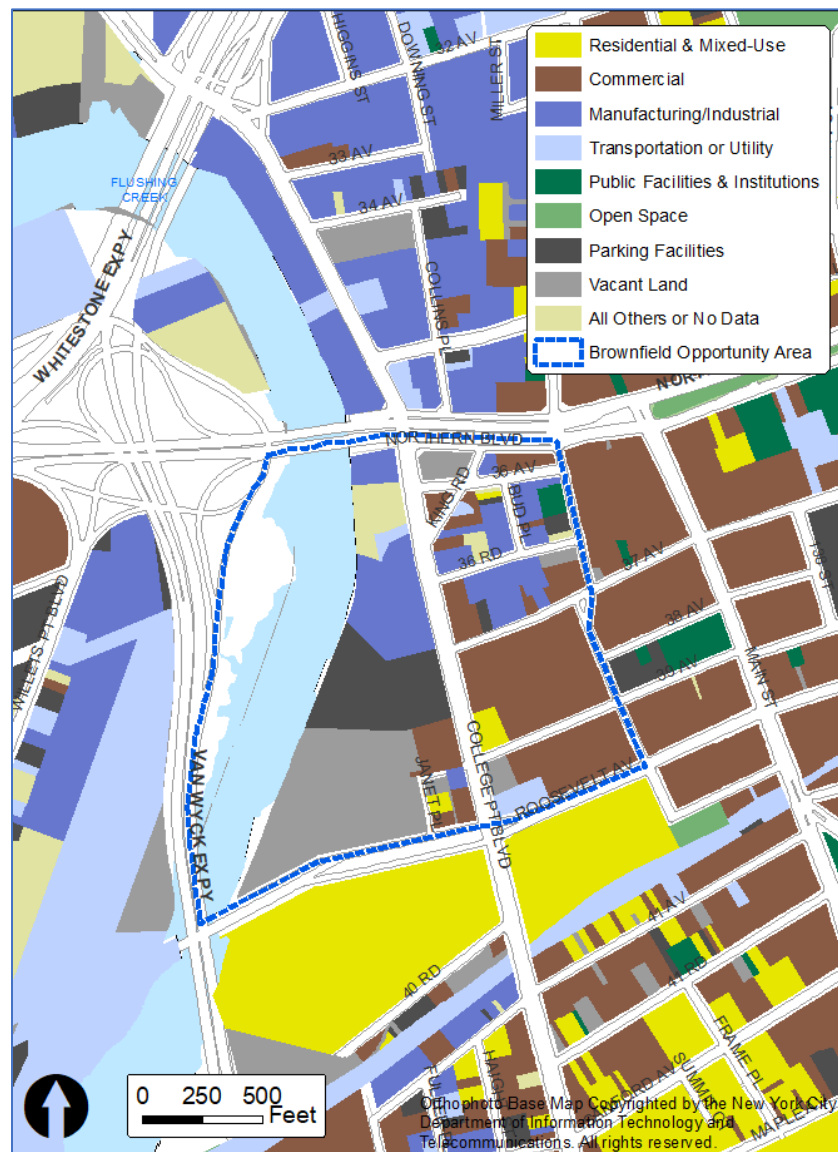 HIGGINS ST
DOWNING ST
32 AV
MILLER ST
Residential & Mixed-Use
Commercial
Manufacturing/Industrial
Transportation or Utility
Public Facilities & Institutions
Open Space
Parking Facilities
Vacant Land
All Others or No Data
Brownfield Opportunity Area
33 AV
FLUSHING
CREEK
34 AV
WHITESTONE EXPY
COLLINS PL
NORTHERN BLVD
36 AV
KING RD
BUD PL
36 RD
37 AV
138 ST
38 AV
WILLETS PT BLVD
39 AV
MAIN ST
COLLEGE PT BLVD
JANET PL
ROOSEVELT AV
VAN WYCK EXPY
41 AV
40 RD
41 RD
FRAME PL
0 250 500
Feet
Orthophoto Base Map Copyrighted by the New York City
Department of Information Technology and
Telecommunications. All rights reserved.